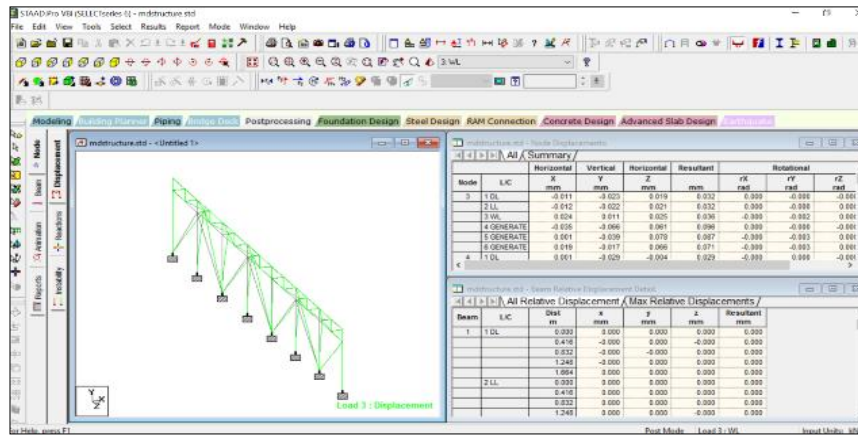 STAAD.Pro V8i (SELECTseries 6) - mdstructure.std
File Edit View Tools Select Results Report Mode Window Help
3: WL
Modeling Building Planner Piping Bridge Deck Postprocessing Foundation Design Steel Design RAM Connection Concrete Design Advanced Slab Design Earthquake
Node Beam Animation Reports
Displacement Reactions Instability
mdstructure.std - <Untitled 1>
Y
X
Z
Load 3 : Displacement
mdstructure.std - Node Displacements:
All Summary
Horizontal Vertical Horizontal Resultant Rotational
Node L/C X mm Y mm Z mm mm rX rad rY rad rZ rad
3 1 DL -0.011 -0.023 0.019 0.032 0.000 -0.000
2 LL -0.012 -0.022 0.021 0.032 0.000 -0.000
3 WL 0.024 0.011 0.025 0.036 -0.000 -0.002
4 GENERATE -0.035 -0.066 0.061 0.096 0.000 -0.000
5 GENERATE 0.001 -0.039 0.078 0.087 -0.000 -0.003
6 GENERATE 0.019 -0.017 0.066 0.071 -0.000 -0.003
4 1 DL 0.001 -0.029 -0.004 0.029 -0.000 0.000
mdstructure.std - Beam Relative Displacement Detail:
All Relative Displacement Max Relative Displacements
Beam L/C Dist m x mm y mm z mm Resultant mm
1 1 DL 0.000 0.000 0.000 0.000 0.000
0.416 -0.000 0.000 -0.000 0.000
0.832 -0.000 -0.000 0.000 0.000
1.248 -0.000 0.000 -0.000 0.000
1.664 0.000 0.000 0.000 0.000
2 LL 0.000 0.000 0.000 0.000 0.000
0.416 -0.000 0.000 0.000 0.000
0.832 -0.000 0.000 0.000 0.000
1.248 -0.000 0.000 -0.000 0.000
or Help, press F1 Post Mode Load 3 : WL Input Units: